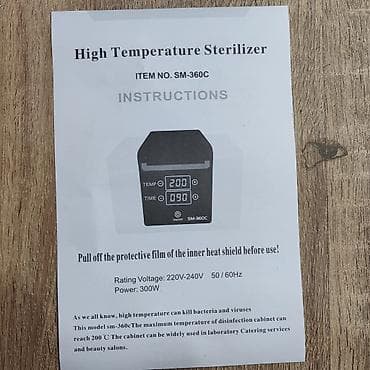 High Temperature Sterilizer
ITEM NO. SM-360C
INSTRUCTIONS
TEMP 200
TIME 090
SM-360C
Pull off the protective film of the inner heat shield before use!
Rating Voltage: 220V-240V 50 / 60Hz
Power: 300W
As we all know, high temperature can kill bacteria and viruses
This model sm-360cThe maximum temperature of disinfection cabinet can
reach 200℃ The cabinet can be widely used in laboratory Catering services
and beauty salons.